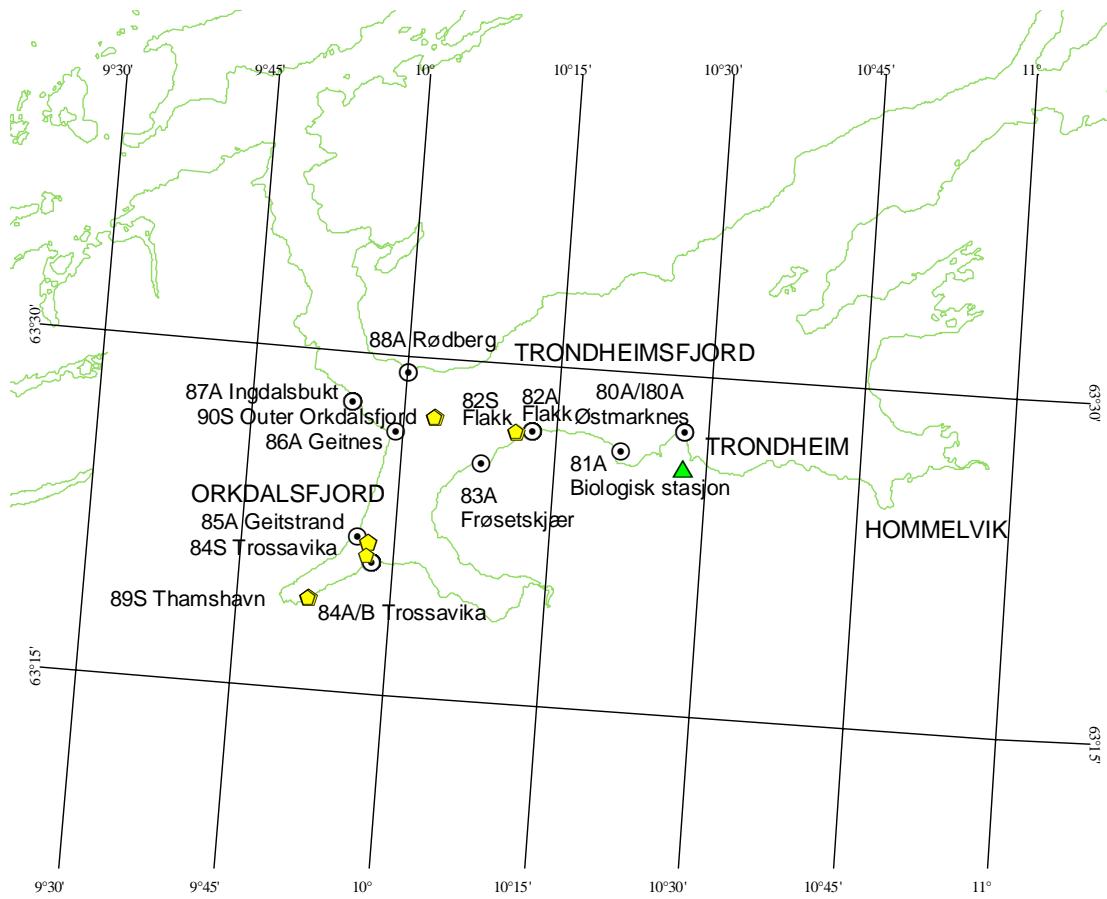 9°30'
9°45'
10°
10°15'
10°30'
10°45'
11°
63°30'
88A Rødberg
TRONDHEIMSFJORD
87A Ingdalsbukt
82S
Flakk
82A
Flakk
80A/I80A
Østmarknes
63°30'
90S Outer Orkdalsfjord
86A Geitnes
TRONDHEIM
81A
Biologisk stasjon
ORKDALSFJORD
83A
Frøsetskjær
85A Geitstrand
84S Trossavika
HOMMELVIK
89S Thamshavn
84A/B Trossavika
63°15'
63°15'
9°30'
9°45'
10°
10°15'
10°30'
10°45'
11°